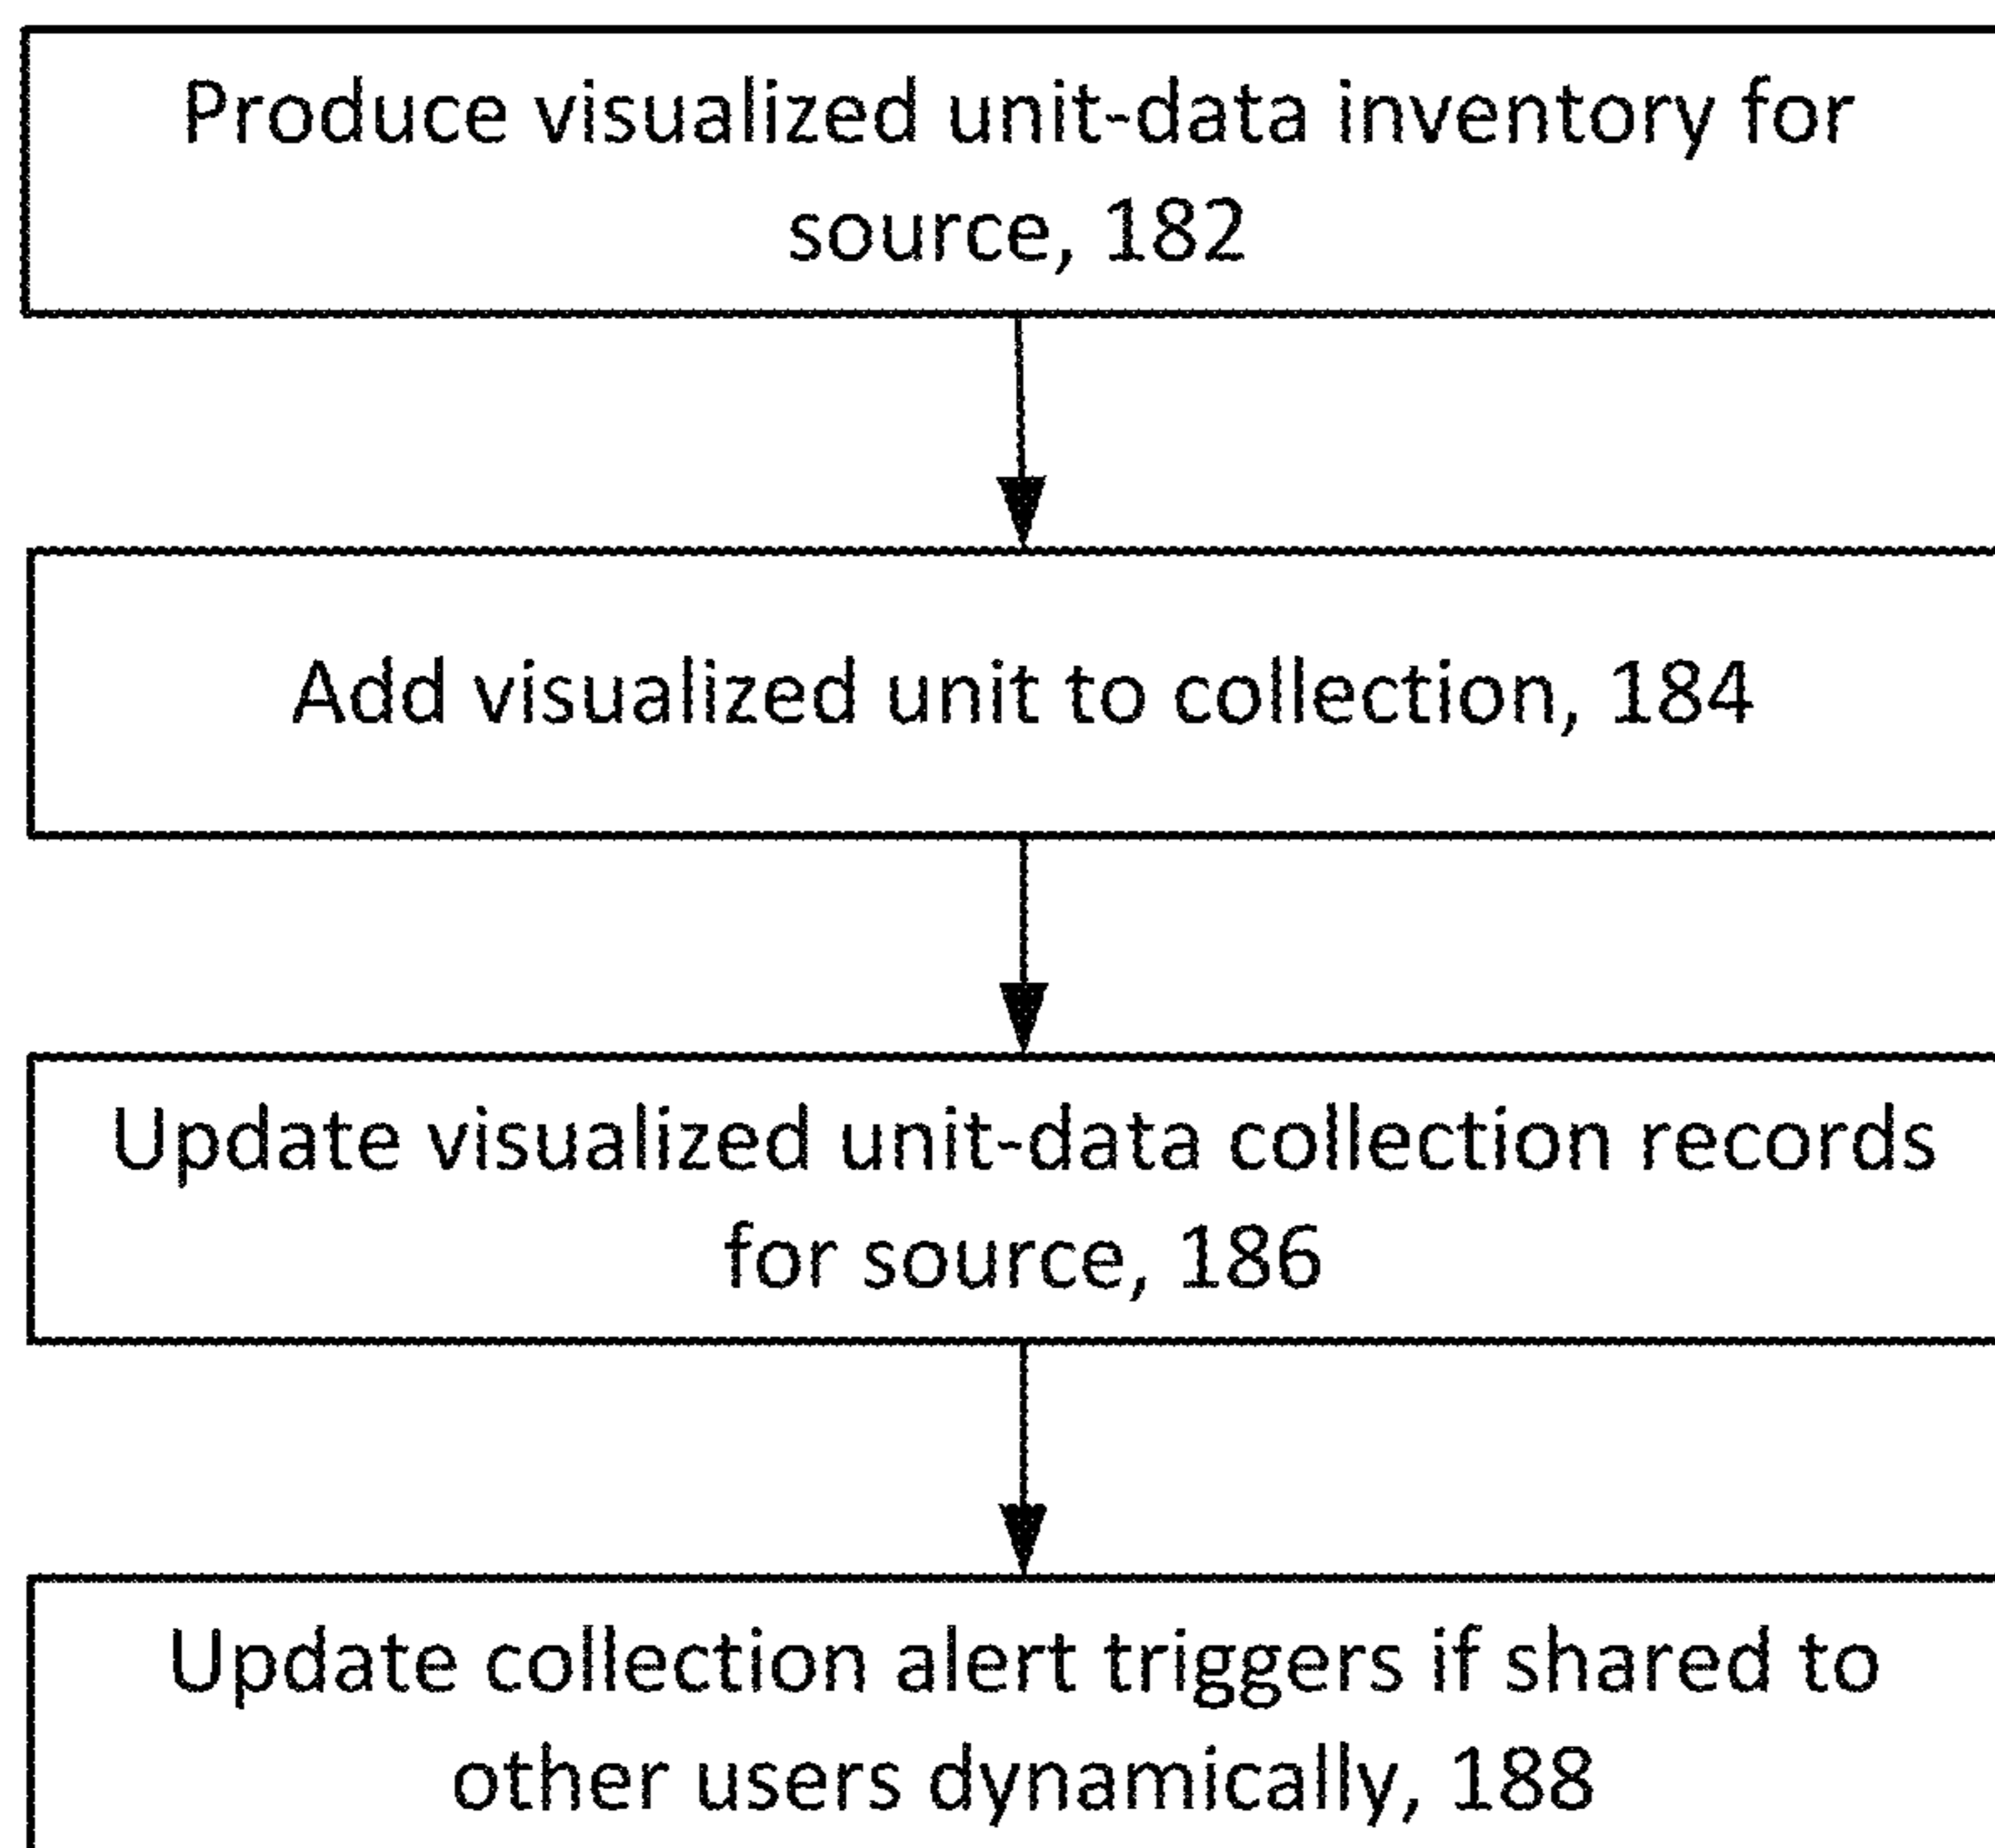 Produce visualized unit-data inventory for
source, 182
Add visualized unit to collection, 184
Update visualized unit-data collection records
for source, 186
Update collection alert triggers if shared to
other users dynamically, 188